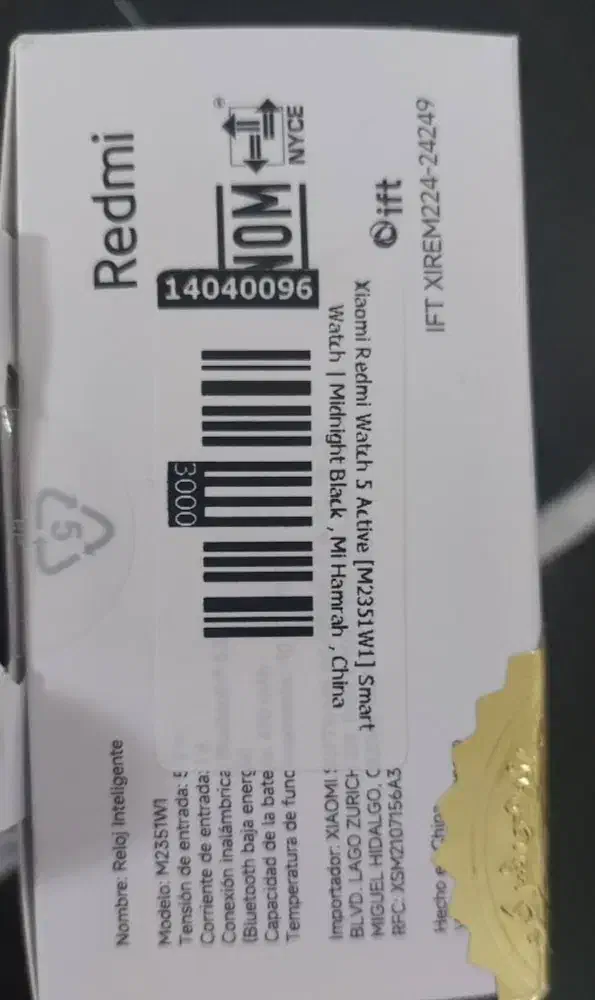 Redmi
NOM
NYCE
ift
IFT XIREM224-24249
14040096
3000
Xiaomi Redmi Watch 5 Active [M2351W1] Smart
Watch | Midnight Black , Mi Hamrah , China
5
Nombre: Reloj Inteligente
Modelo: M2351W1
Tensión de entrada: 5
Corriente de entrada:
Conexión inalámbrica
(Bluetooth baja energ
Capacidad de la bate
Temperatura de func
Importador: XIAOMI
BLVD. LAGO ZURICH
MIGUEL HIDALGO, C
RFC: XSM2107156A3
Hecho e